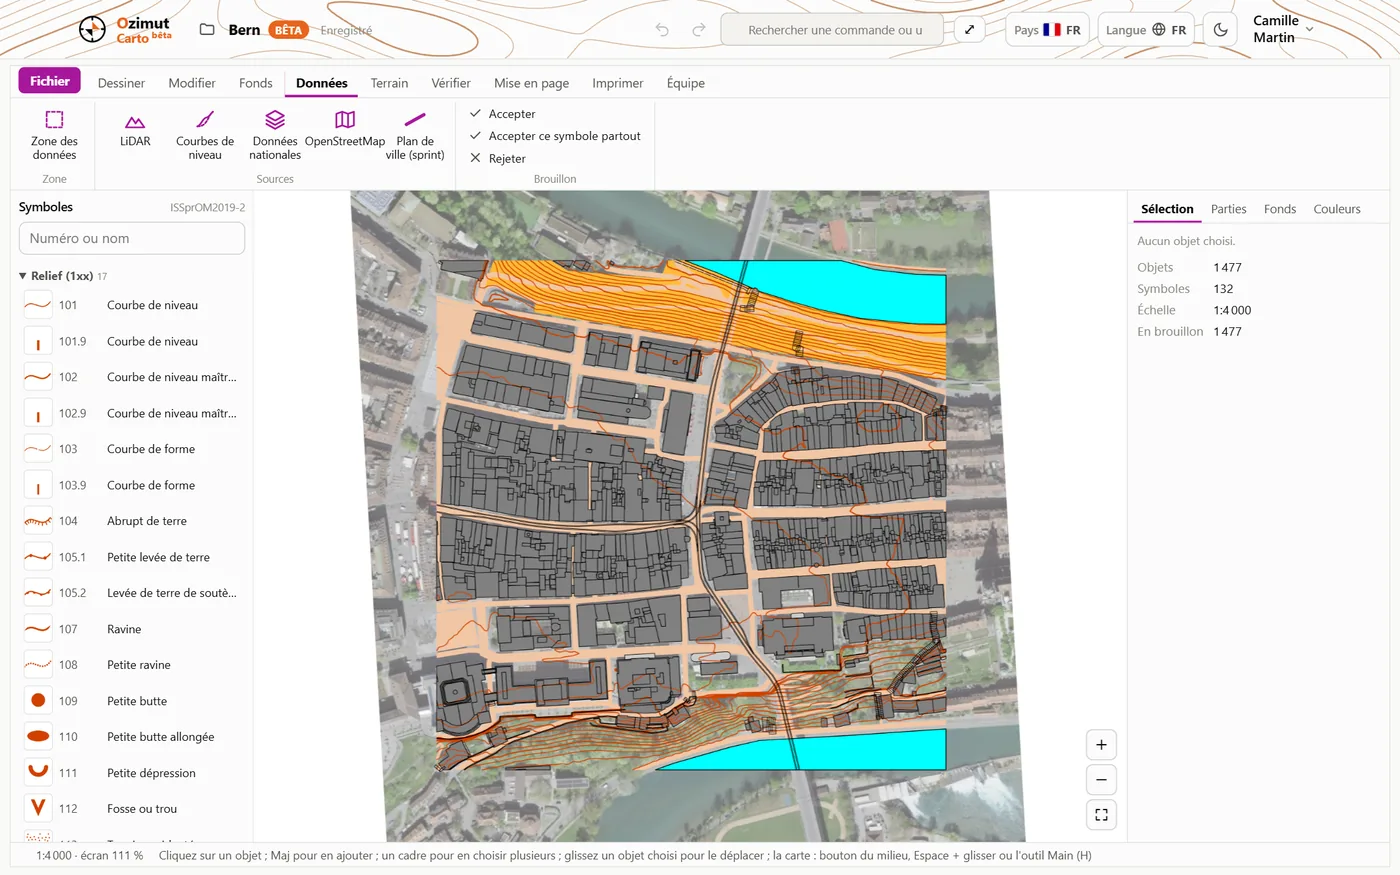 Ozimut
Carto bêta
Bern BÊTA Enregistré
Rechercher une commande ou u
Pays FR
Langue FR
Camille
Martin
Fichier Dessiner Modifier Fonds Données Terrain Vérifier Mise en page Imprimer Équipe
Zone des
données
Zone
LiDAR
Courbes de
niveau
Données
nationales
OpenStreetMap
Plan de
ville (sprint)
Sources
Accepter
Accepter ce symbole partout
Rejeter
Brouillon
Symboles ISSprOM2019-2
Numéro ou nom
Relief (1xx) 17
101 Courbe de niveau
101.9 Courbe de niveau
102 Courbe de niveau maîtr...
102.9 Courbe de niveau maîtr...
103 Courbe de forme
103.9 Courbe de forme
104 Abrupt de terre
105.1 Petite levée de terre
105.2 Levée de terre de soutè...
107 Ravine
108 Petite ravine
109 Petite butte
110 Petite butte allongée
111 Petite dépression
112 Fosse ou trou
Sélection Parties Fonds Couleurs
Aucun objet choisi.
Objets 1 477
Symboles 132
Échelle 1:4 000
En brouillon 1 477
1:4 000 · écran 111 % Cliquez sur un objet ; Maj pour en ajouter ; un cadre pour en choisir plusieurs ; glissez un objet choisi pour le déplacer ; la carte : bouton du milieu, Espace + glisser ou l'outil Main (H)